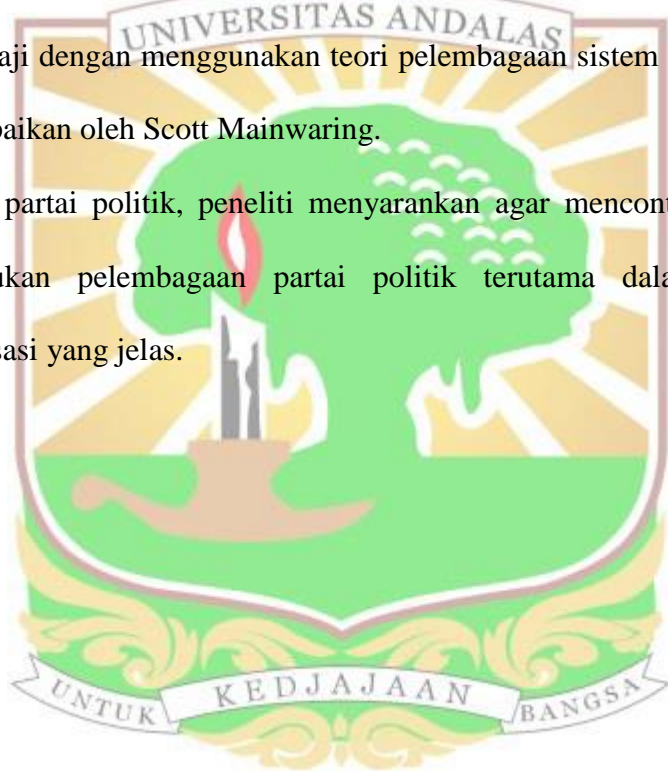 UNIVERSITAS ANDALAS
aji dengan menggunakan teori pelembagaan sistem
paikan oleh Scott Mainwaring.
partai politik, peneliti menyarankan agar mencont
ukan pelembagaan partai politik terutama dala
sasi yang jelas.
UNTUK KEDJAJAAN BANGSA